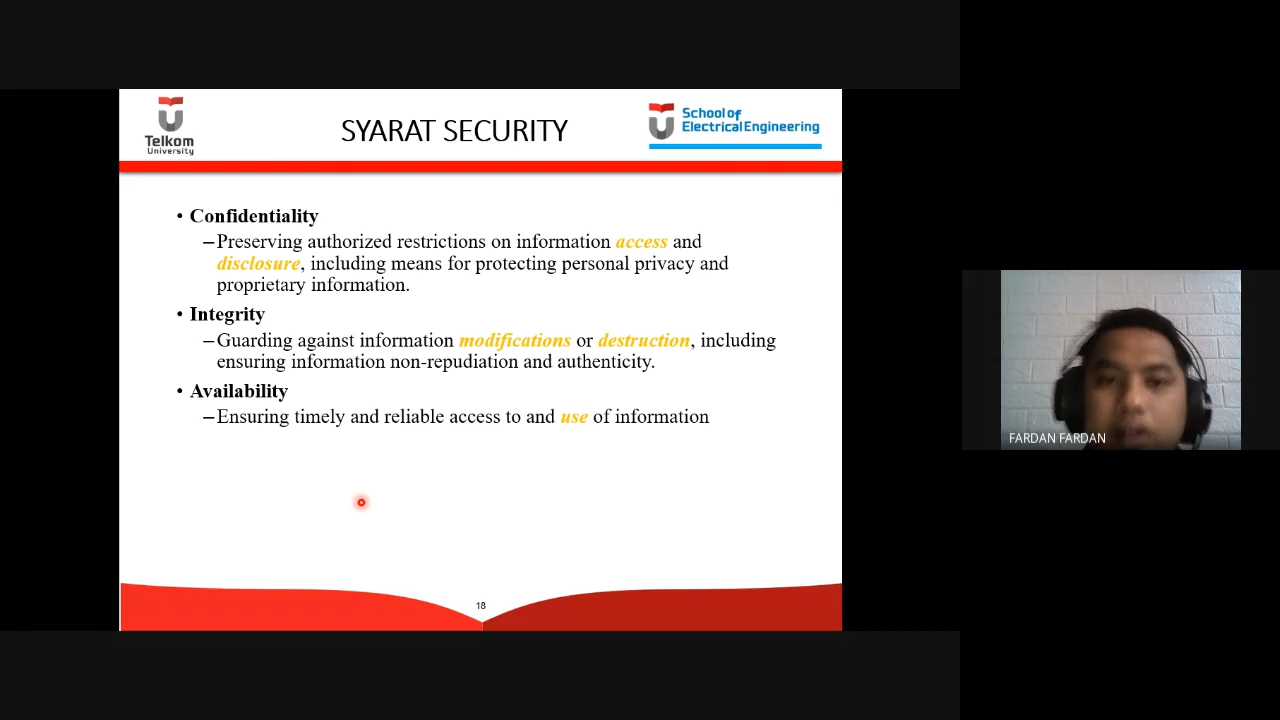 Telkom
University
SYARAT SECURITY
School of
Electrical Engineering
• Confidentiality
–Preserving authorized restrictions on information access and
disclosure, including means for protecting personal privacy and
proprietary information.
• Integrity
–Guarding against information modifications or destruction, including
ensuring information non-repudiation and authenticity.
• Availability
–Ensuring timely and reliable access to and use of information
18
FARDAN FARDAN